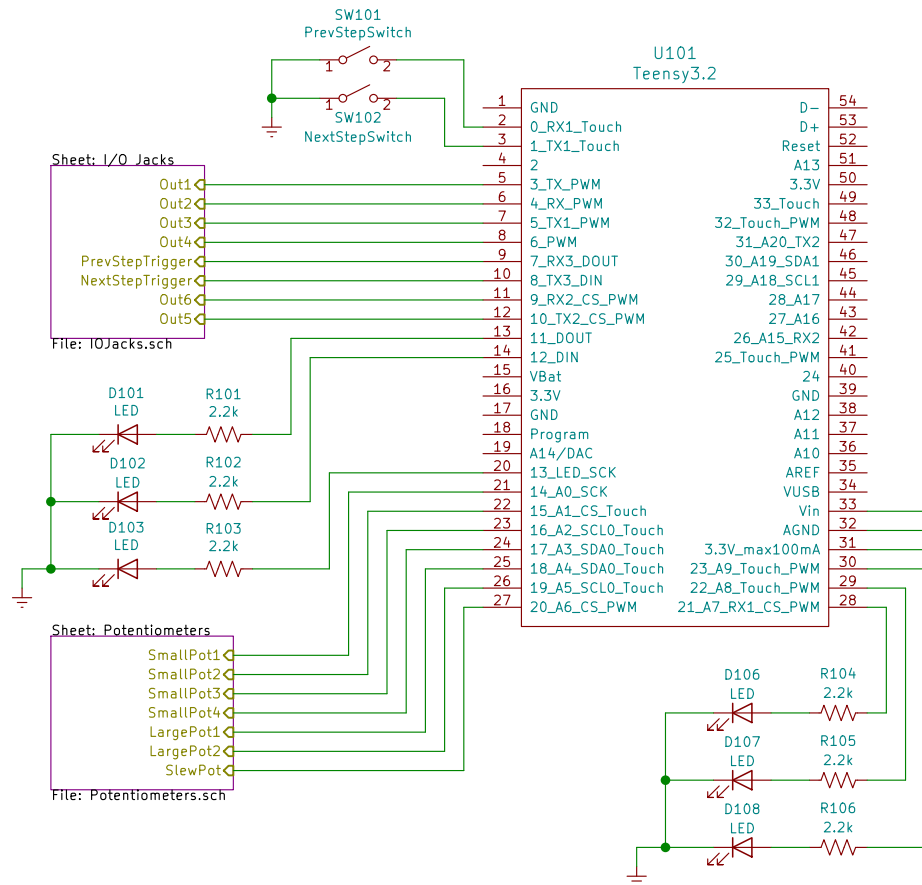 SW101
PrevStepSwitch
1
2
1
2
SW102
NextStepSwitch
U101
Teensy3.2
1 GND
2 0_RX1_Touch
3 1_TX1_Touch
4 2
5 3_TX_PWM
6 4_RX_PWM
7 5_TX1_PWM
8 6_PWM
9 7_RX3_DOUT
10 8_TX3_DIN
11 9_RX2_CS_PWM
12 10_TX2_CS_PWM
13 11_DOUT
14 12_DIN
15 VBat
16 3.3V
17 GND
18 Program
19 A14/DAC
20 13_LED_SCK
21 14_A0_SCK
22 15_A1_CS_Touch
23 16_A2_SCL0_Touch
24 17_A3_SDA0_Touch
25 18_A4_SDA0_Touch
26 19_A5_SCL0_Touch
27 20_A6_CS_PWM
D- 54
D+ 53
Reset 52
A13 51
3.3V 50
33_Touch 49
32_Touch_PWM 48
31_A20_TX2 47
30_A19_SDA1 46
29_A18_SCL1 45
28_A17 44
27_A16 43
26_A15_RX2 42
25_Touch_PWM 41
24 40
GND 39
A12 38
A11 37
A10 36
AREF 35
VUSB 34
Vin 33
AGND 32
3.3V_max100mA 31
23_A9_Touch_PWM 30
22_A8_Touch_PWM 29
21_A7_RX1_CS_PWM 28
Sheet: I/O Jacks
Out1
Out2
Out3
Out4
PrevStepTrigger
NextStepTrigger
Out6
Out5
File: IOJacks.sch
D101
LED
R101
2.2k
D102
LED
R102
2.2k
D103
LED
R103
2.2k
Sheet: Potentiometers
SmallPot1
SmallPot2
SmallPot3
SmallPot4
LargePot1
LargePot2
SlewPot
File: Potentiometers.sch
D106
LED
R104
2.2k
D107
LED
R105
2.2k
D108
LED
R106
2.2k